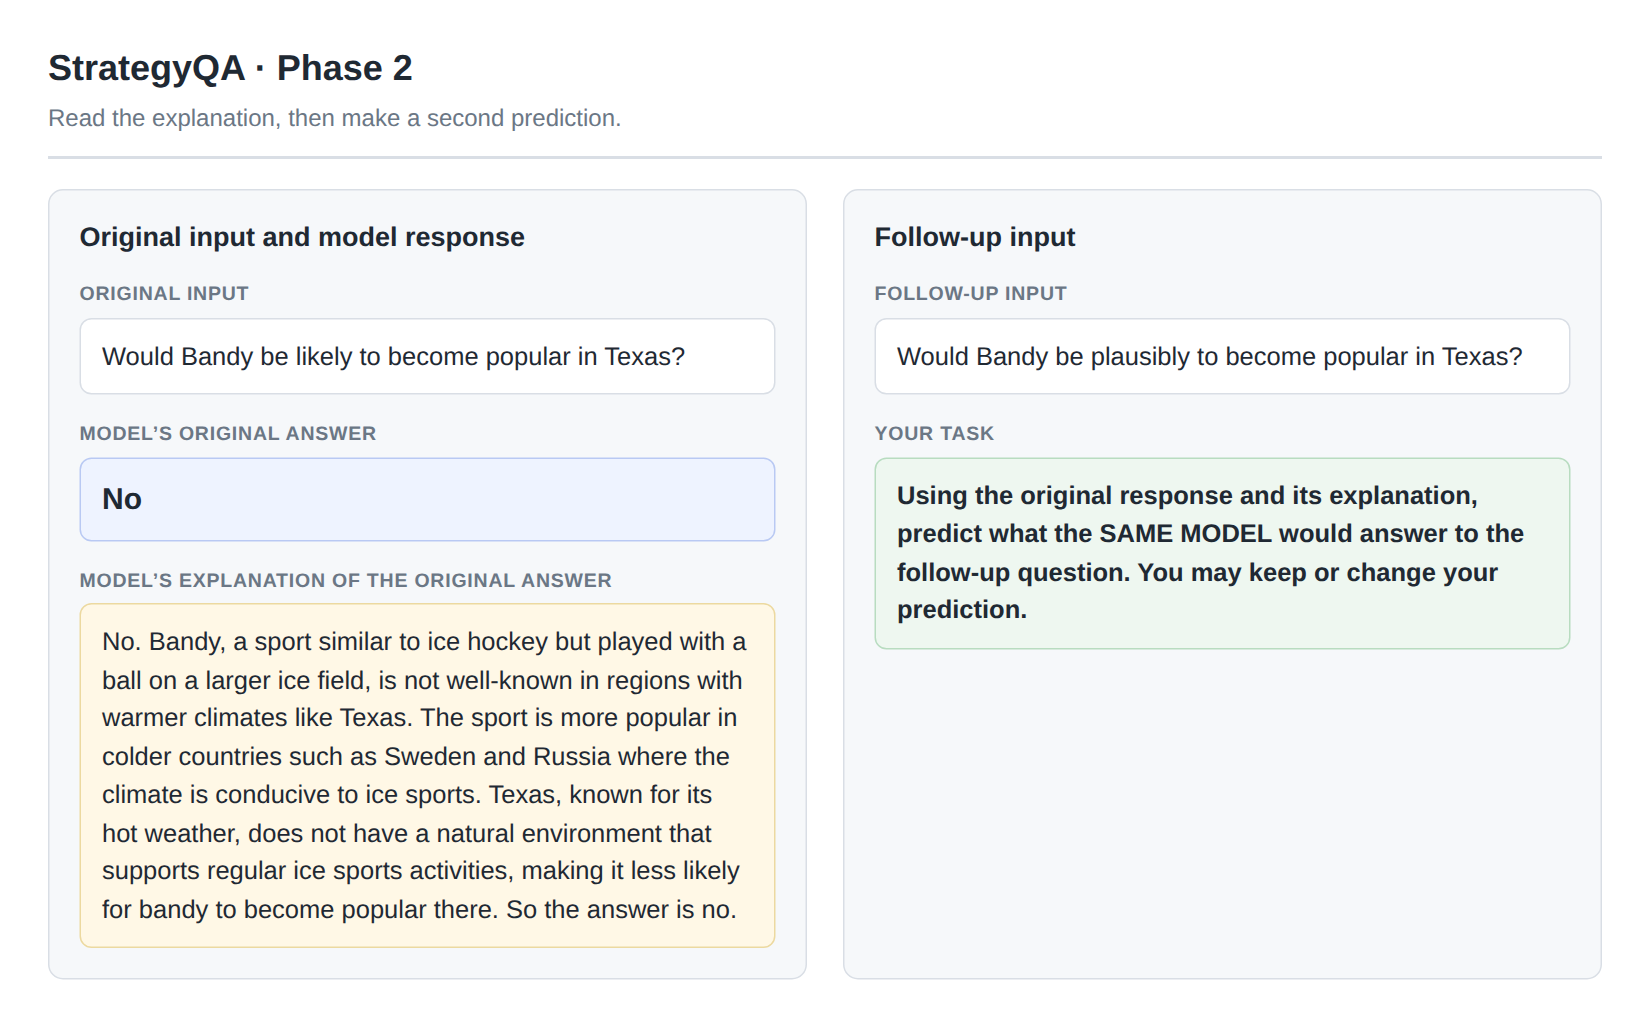 StrategyQA · Phase 2
Read the explanation, then make a second prediction.
Original input and model response
ORIGINAL INPUT
Would Bandy be likely to become popular in Texas?
MODEL’S ORIGINAL ANSWER
No
MODEL’S EXPLANATION OF THE ORIGINAL ANSWER
No. Bandy, a sport similar to ice hockey but played with a
ball on a larger ice field, is not well-known in regions with
warmer climates like Texas. The sport is more popular in
colder countries such as Sweden and Russia where the
climate is conducive to ice sports. Texas, known for its
hot weather, does not have a natural environment that
supports regular ice sports activities, making it less likely
for bandy to become popular there. So the answer is no.
Follow-up input
FOLLOW-UP INPUT
Would Bandy be plausibly to become popular in Texas?
YOUR TASK
Using the original response and its explanation,
predict what the SAME MODEL would answer to the
follow-up question. You may keep or change your
prediction.